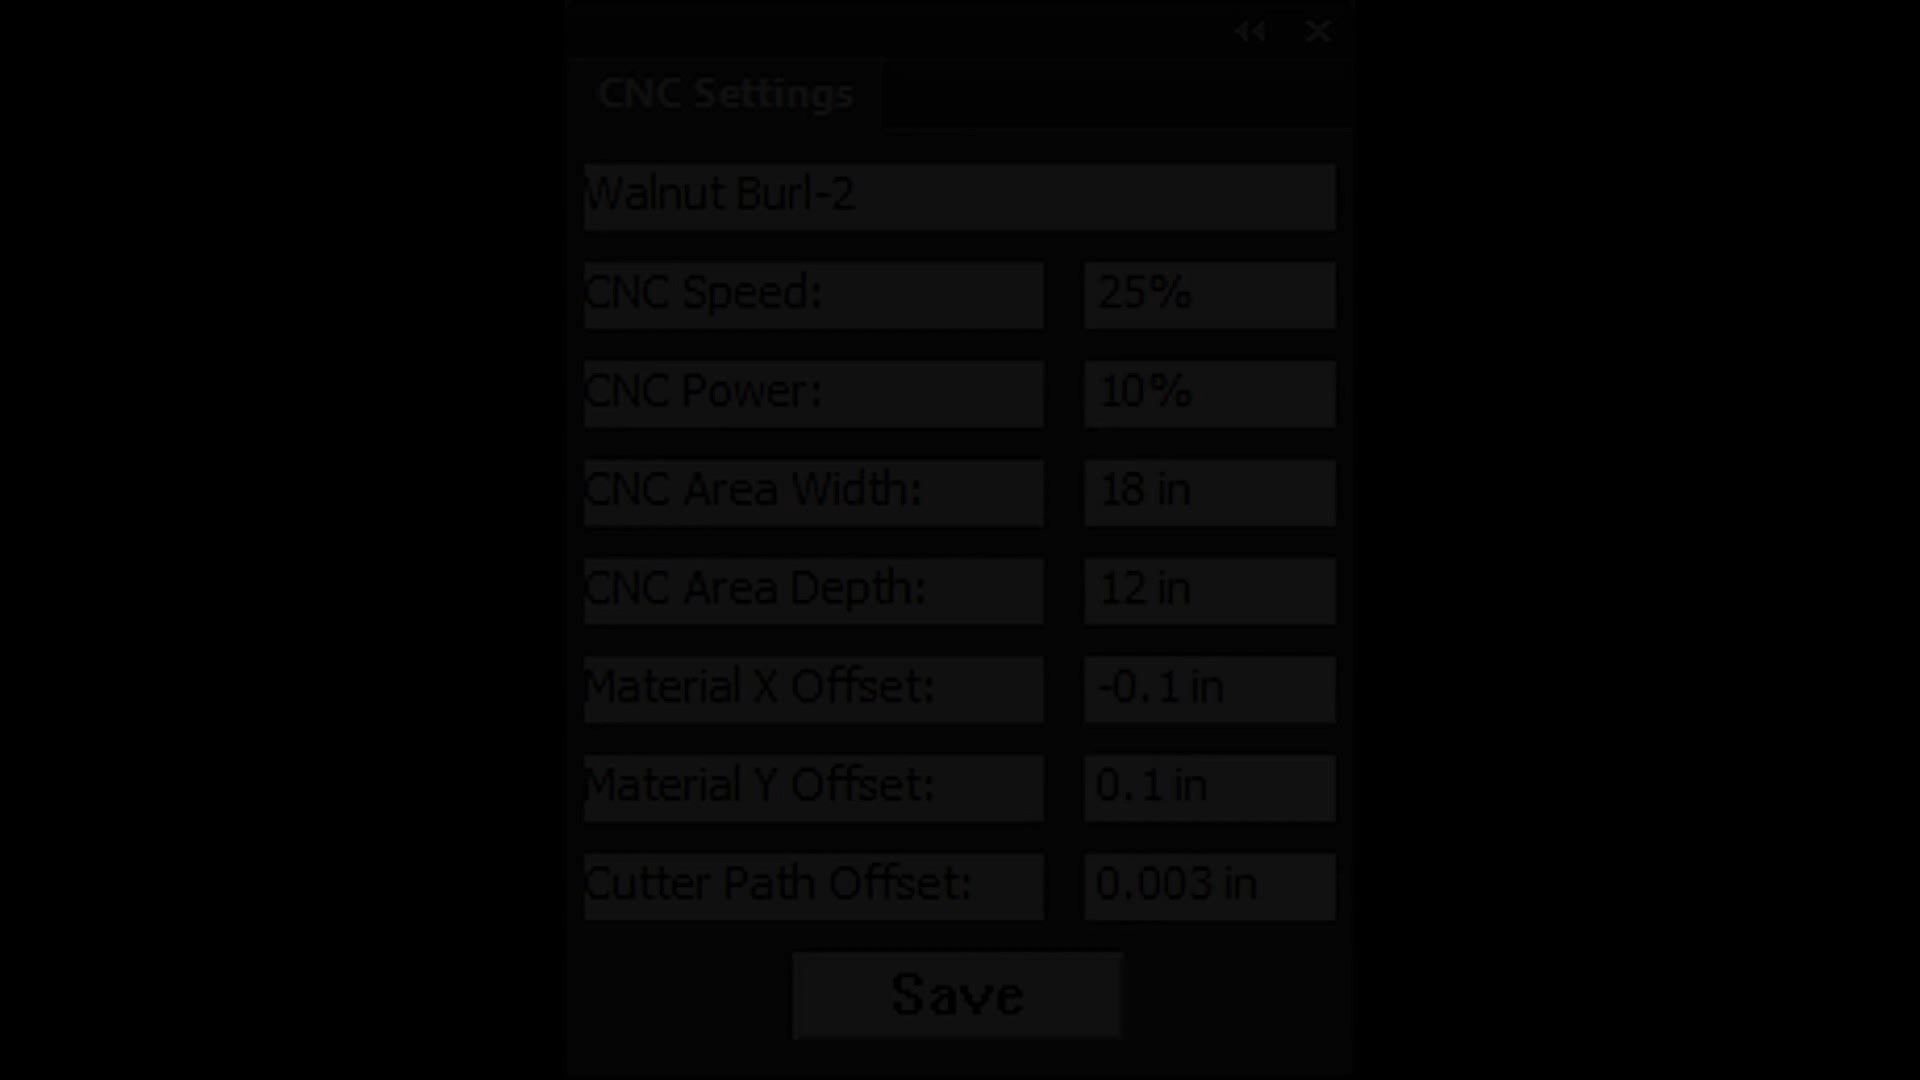 CNC Settings
Walnut Burl-2
CNC Speed: 25%
CNC Power: 10%
CNC Area Width: 18 in
CNC Area Depth: 12 in
Material X Offset: -0.1 in
Material Y Offset: 0.1 in
Cutter Path Offset: 0.003 in
Save